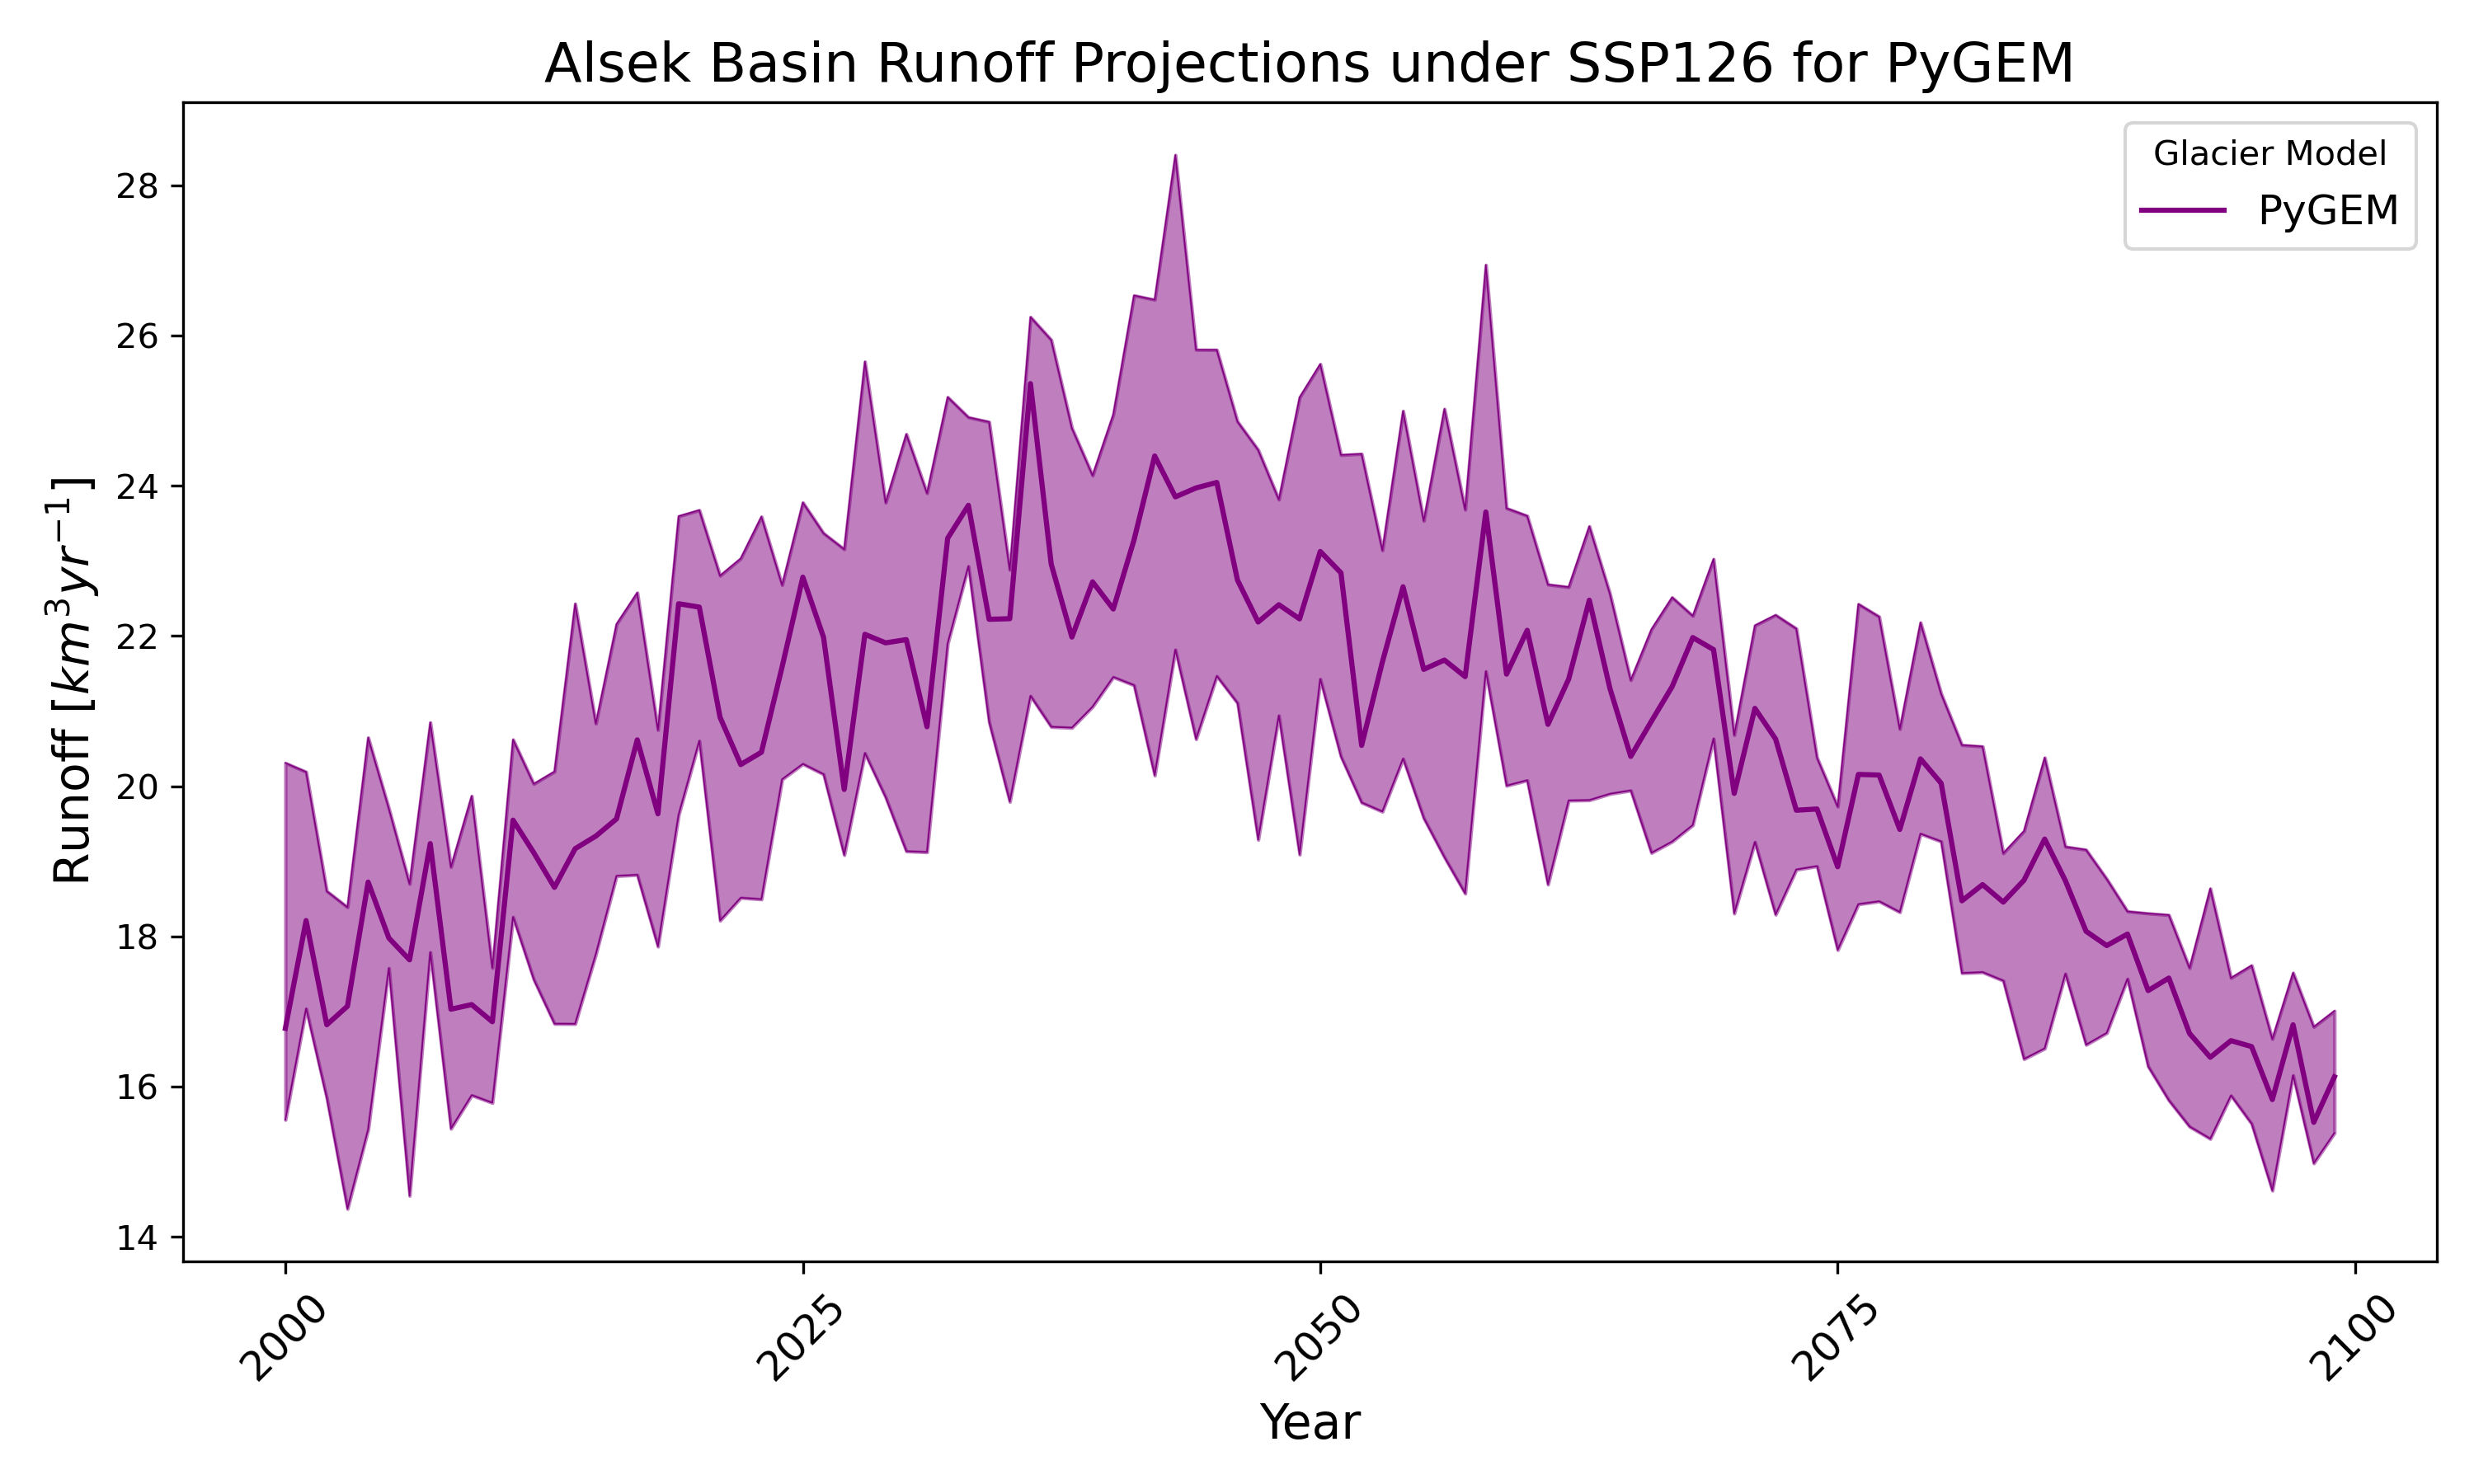 Alsek Basin Runoff Projections under SSP126 for PyGEM
Glacier Model
PyGEM
Runoff [km³yr⁻¹]
28
26
24
22
20
18
16
14
2000
2025
2050
2075
2100
Year